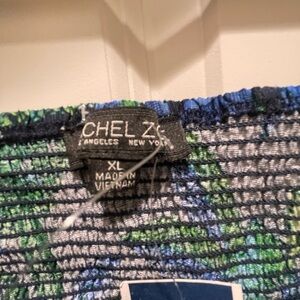 CHEL ZO
ANGELES NEW YORK
XL
MADE IN
VIETNAM